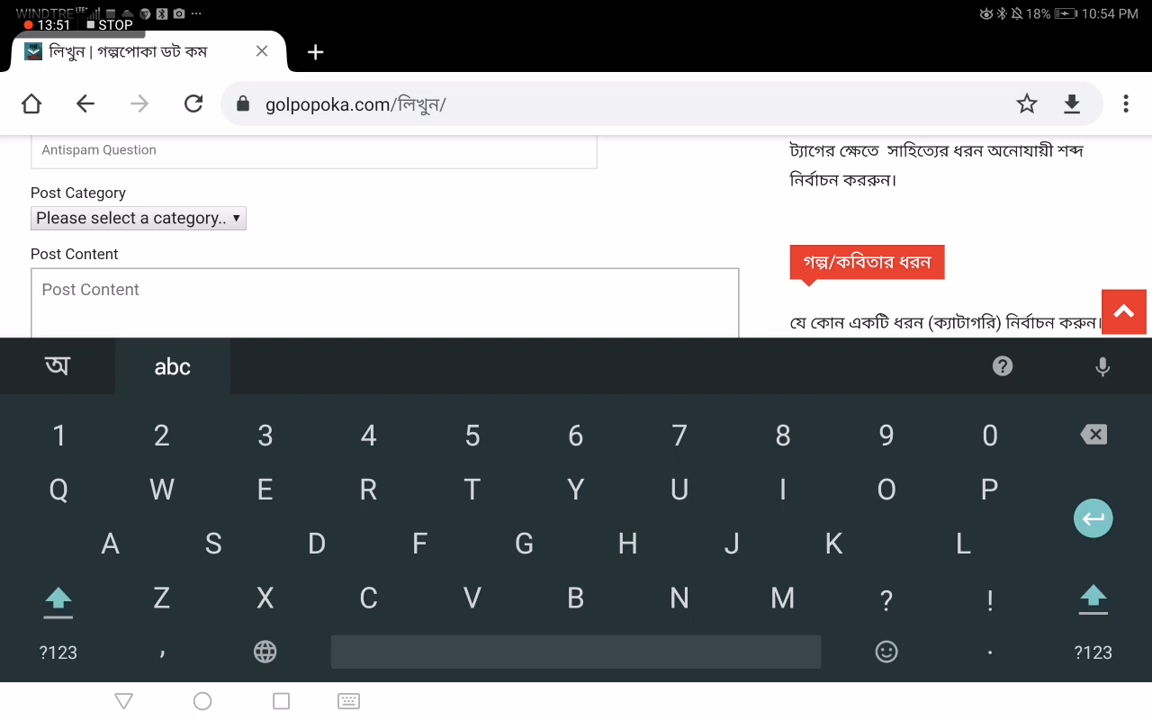 WINDTRE
13:51 STOP
18% 10:54 PM
লিখুন | গল্পপোকা ডট কম
golpopoka.com/লিখুন/
Antispam Question
Post Category
Please select a category..
Post Content
Post Content
ট্যাগের ক্ষেতে সাহিত্যের ধরন অনোযায়ী শব্দ
নির্বাচন কররুন।
গল্প/কবিতার ধরন
যে কোন একটি ধরন (ক্যাটাগরি) নির্বাচন করুন।
অ abc
1 2 3 4 5 6 7 8 9 0
Q W E R T Y U I O P
A S D F G H J K L
Z X C V B N M ? !
?123 , . ?123